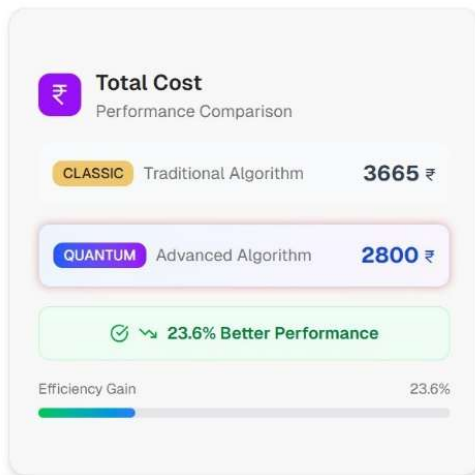 ₹
Total Cost
Performance Comparison
CLASSIC Traditional Algorithm 3665 ₹
QUANTUM Advanced Algorithm 2800 ₹
23.6% Better Performance
Efficiency Gain 23.6%